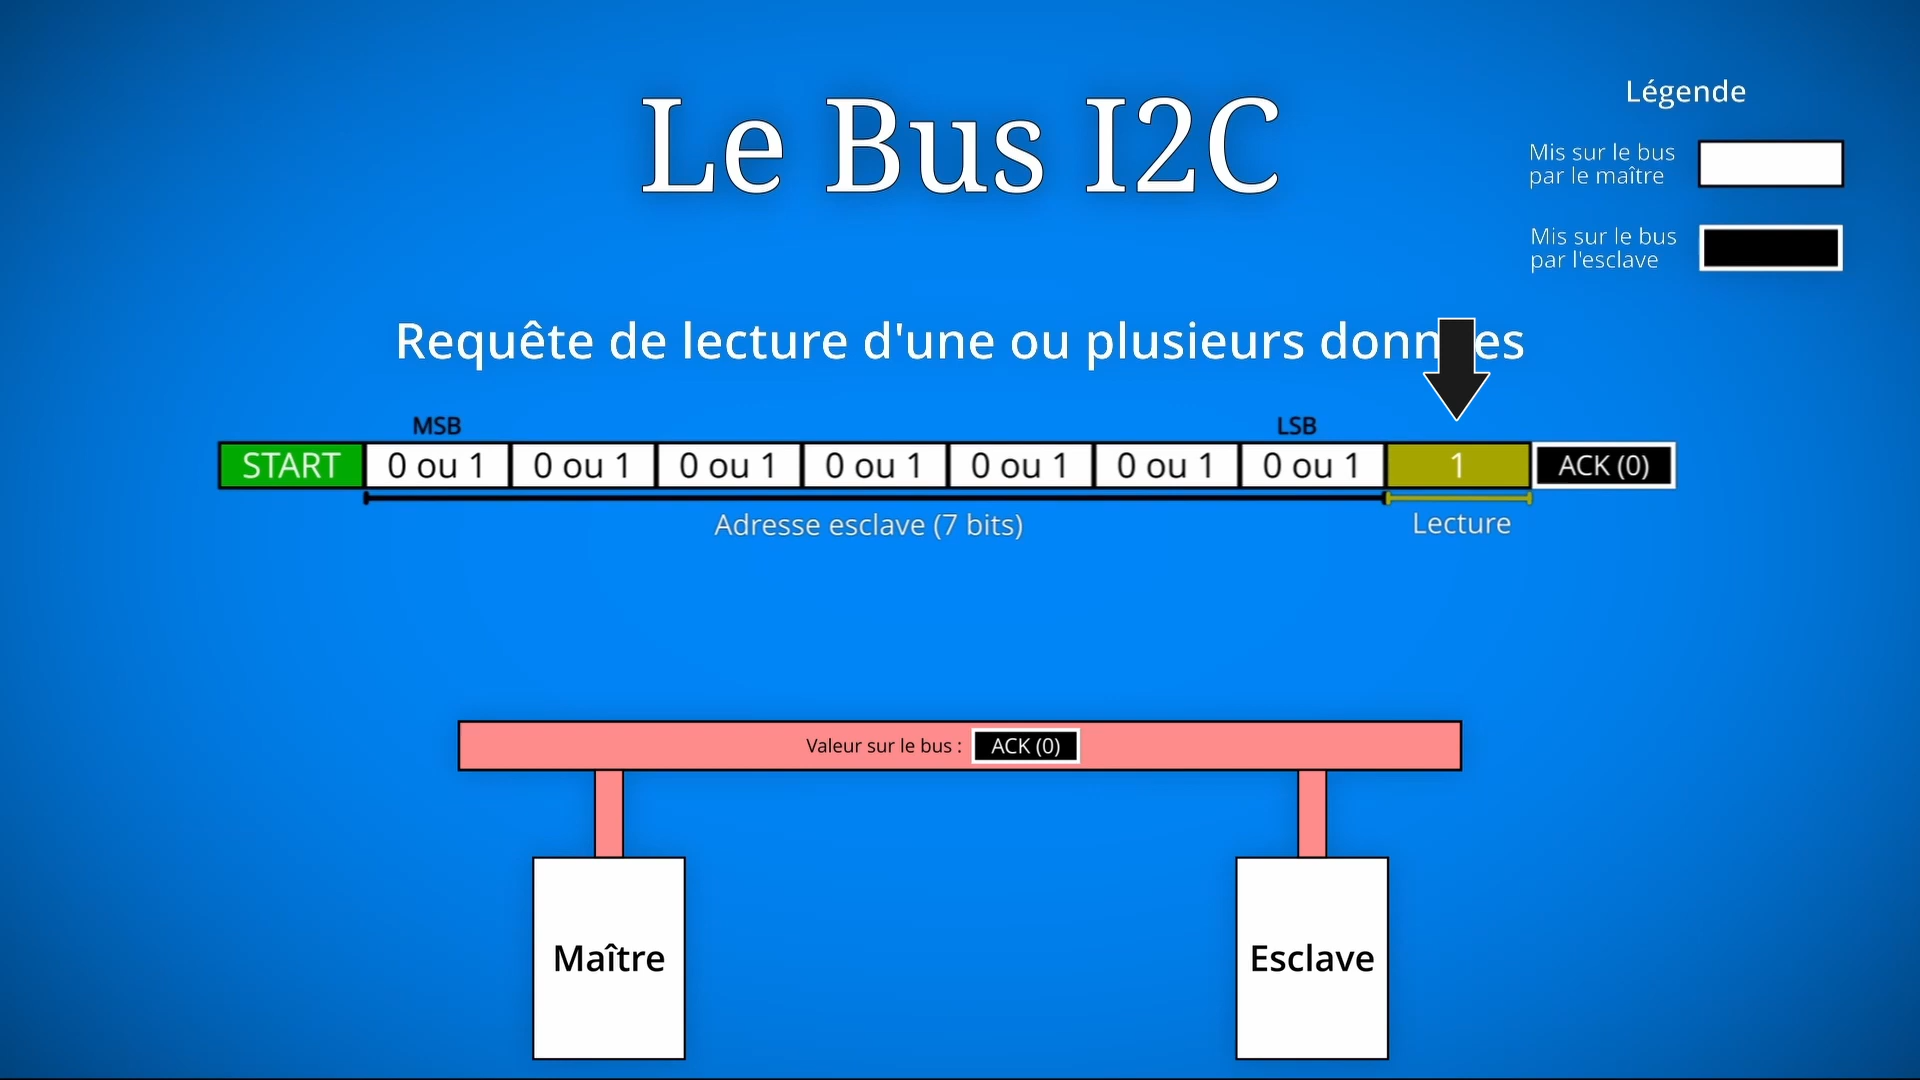 Le Bus I2C
Légende
Mis sur le bus
par le maître
Mis sur le bus
par l'esclave
Requête de lecture d'une ou plusieurs
MSB LSB
START 0 ou 1 0 ou 1 0 ou 1 0 ou 1 0 ou 1 0 ou 1 0 ou 1 1 ACK (0)
Adresse esclave (7 bits) Lecture
Valeur sur le bus : ACK (0)
Maître Esclave